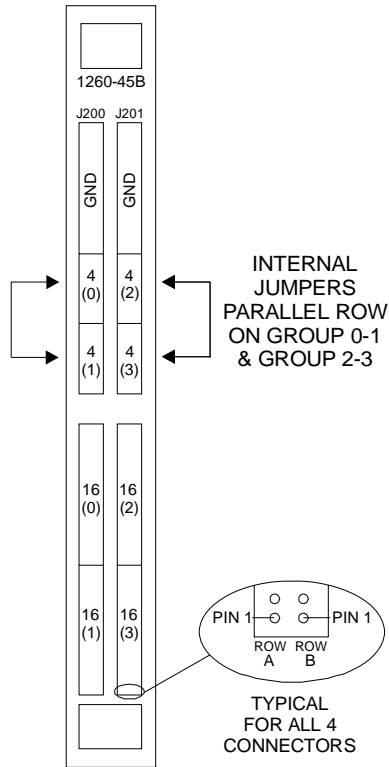 1260-45B
J200 J201
GND GND
4 4
(0) (2)
4 4
(1) (3)
INTERNAL
JUMPERS
PARALLEL ROW
ON GROUP 0-1
& GROUP 2-3
16 16
(0) (2)
16 16
(1) (3)
PIN 1 PIN 1
ROW ROW
A B
TYPICAL
FOR ALL 4
CONNECTORS